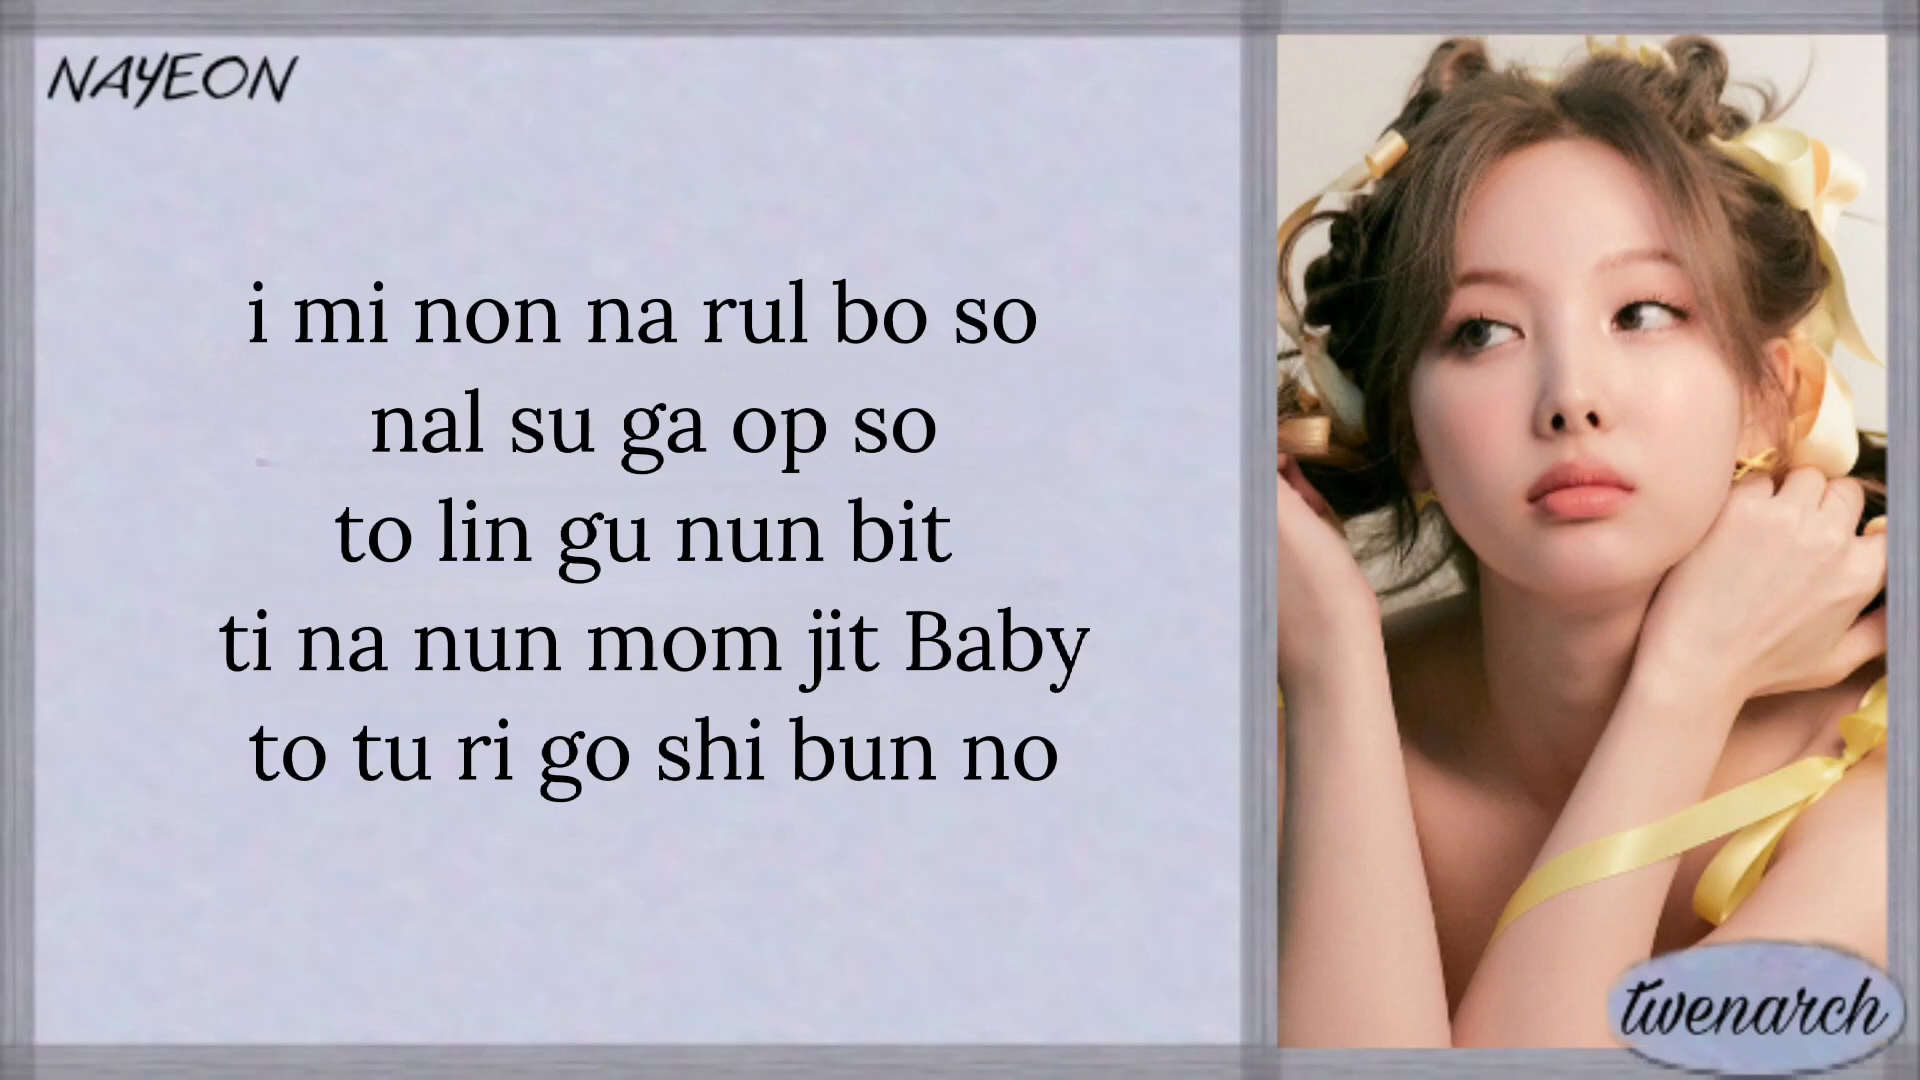 NAYEON
i mi non na rul bo so
nal su ga op so
to lin gu nun bit
ti na nun mom jit Baby
to tu ri go shi bun no
twenarch